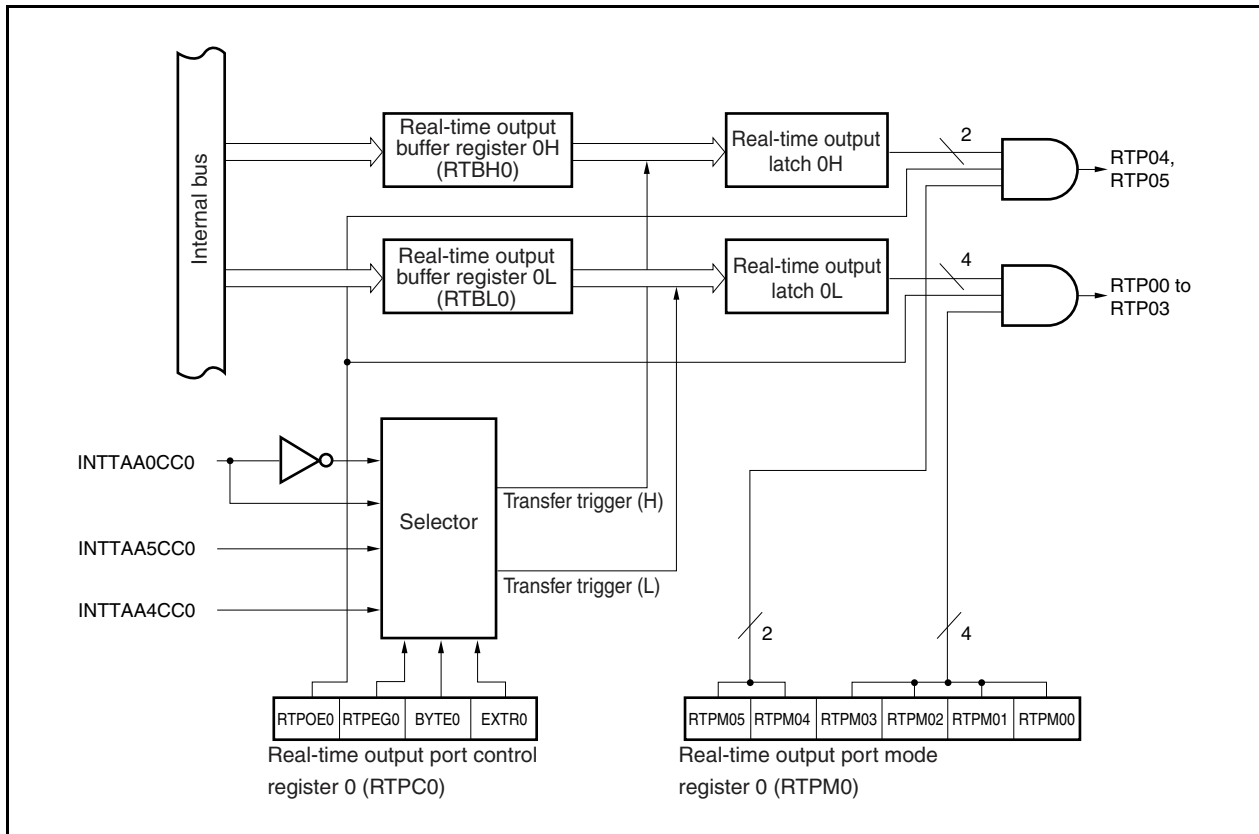 Internal bus
Real-time output
buffer register 0H
(RTBH0)
Real-time output
latch 0H
2
RTP04,
RTP05
Real-time output
buffer register 0L
(RTBL0)
Real-time output
latch 0L
4
RTP00 to
RTP03
INTTAA0CC0
INTTAA5CC0
INTTAA4CC0
Selector
Transfer trigger (H)
Transfer trigger (L)
2
4
RTPOE0 RTPEG0 BYTE0 EXTR0
Real-time output port control
register 0 (RTPC0)
RTPM05 RTPM04 RTPM03 RTPM02 RTPM01 RTPM00
Real-time output port mode
register 0 (RTPM0)